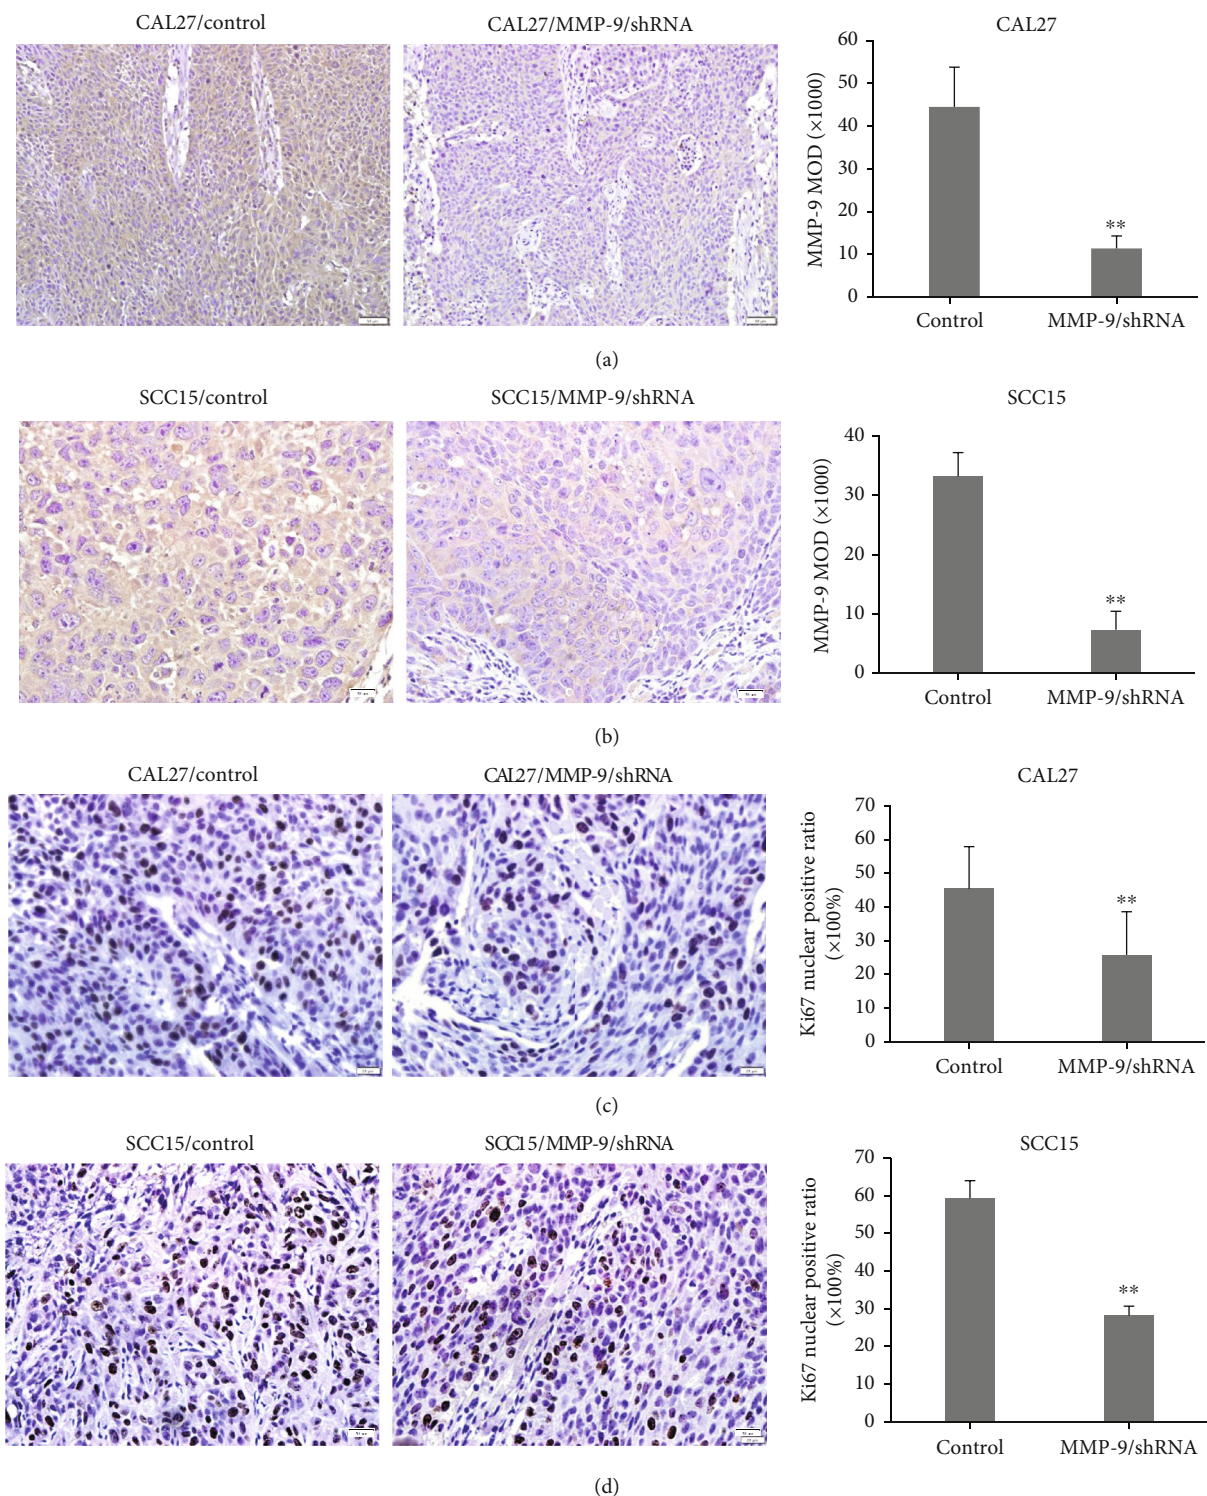 CAL27/control
CAL27/MMP-9/shRNA
CAL27
MMP-9 MOD (×1000)
60
50
40
30
20
10
0
**
Control
MMP-9/shRNA
(a)
SCC15/control
SCC15/MMP-9/shRNA
SCC15
MMP-9 MOD (×1000)
40
30
20
10
0
**
Control
MMP-9/shRNA
(b)
CAL27/control
CAL27/MMP-9/shRNA
CAL27
Ki67 nuclear positive ratio
(×100%)
70
60
50
40
30
20
10
0
**
Control
MMP-9/shRNA
(c)
SCC15/control
SCC15/MMP-9/shRNA
SCC15
Ki67 nuclear positive ratio
(×100%)
70
60
50
40
30
20
10
0
**
Control
MMP-9/shRNA
(d)